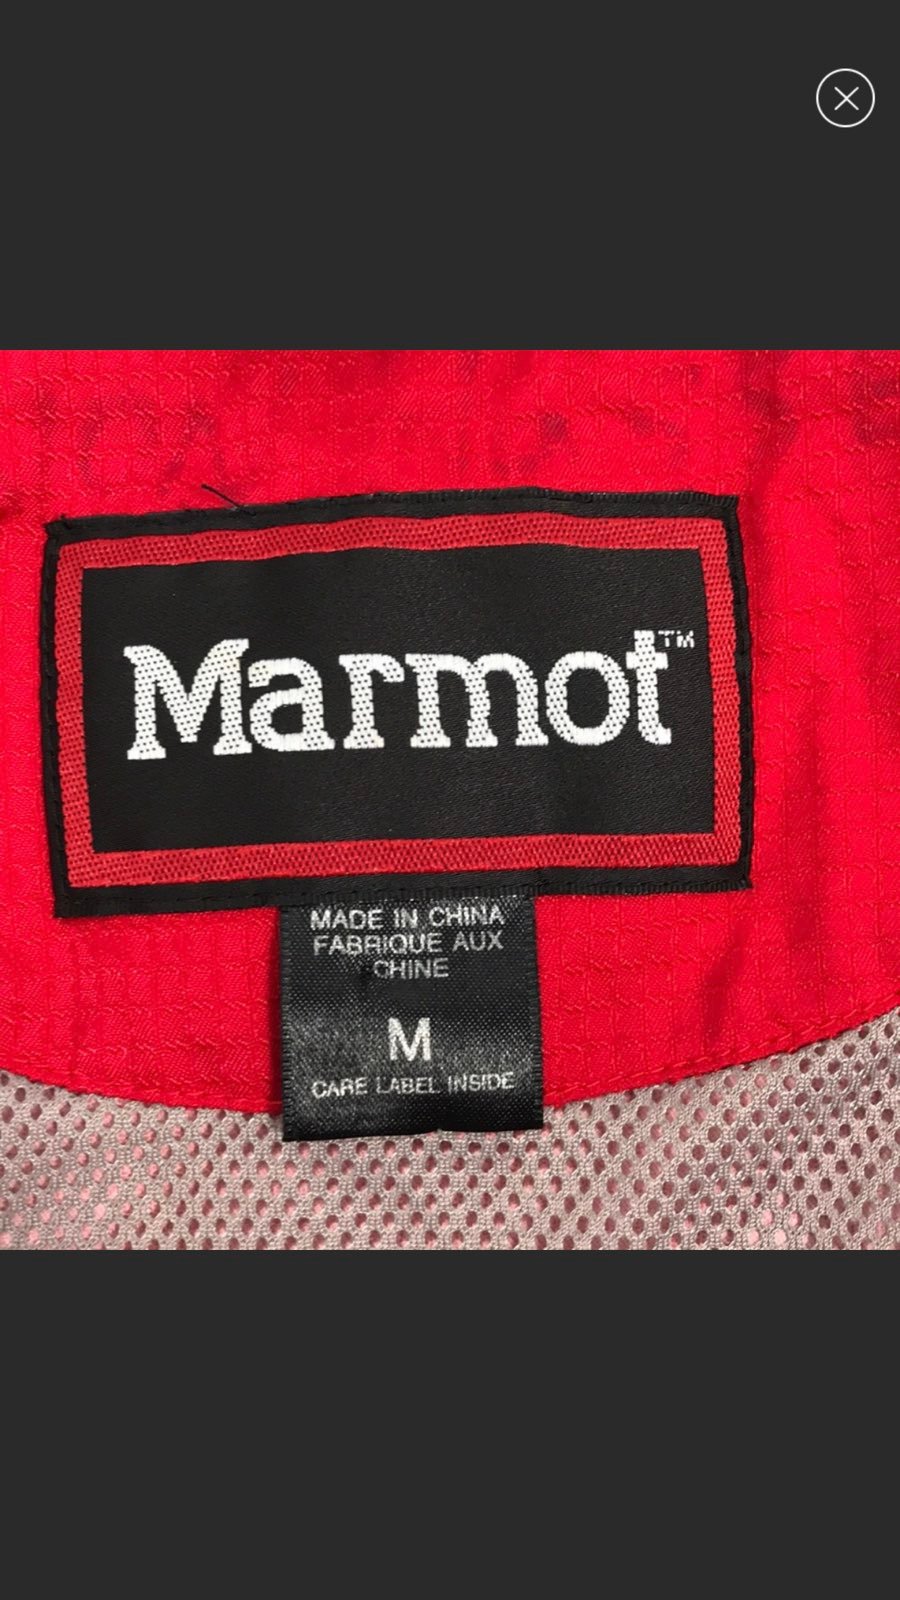 Marmot™
MADE IN CHINA
FABRIQUE AUX
CHINE
M
CARE LABEL INSIDE